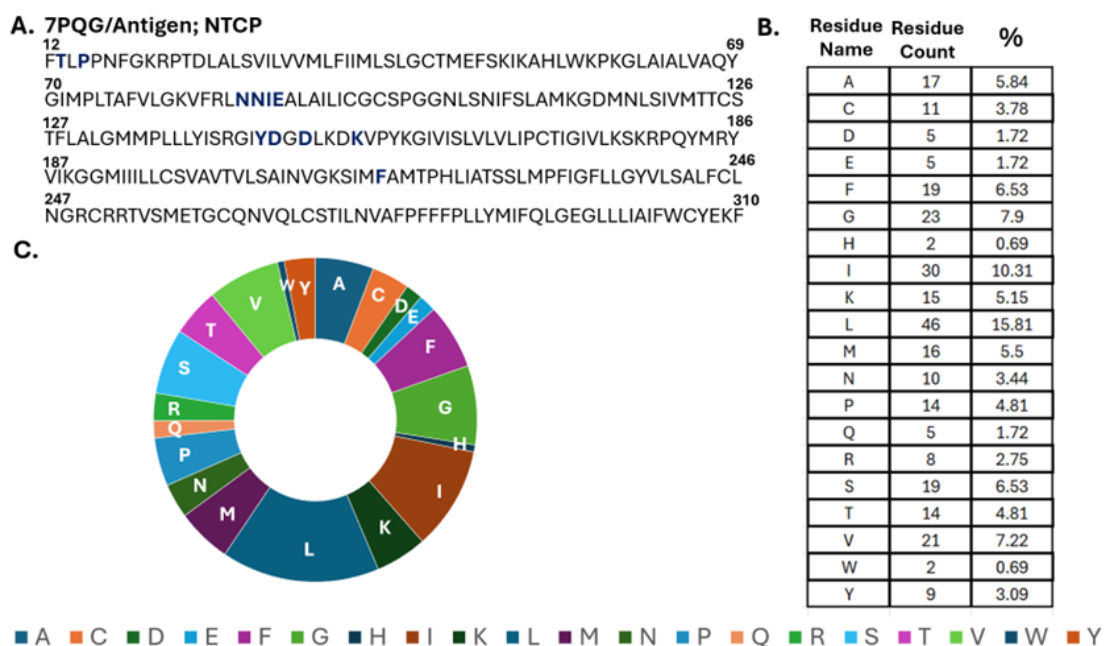 A. 7PQG/Antigen; NTCP
12 69
FTLPPNFGKRPTDLALSVILVVMLFIIMLSLGCTMEFSKIKAHLWKPKGLAIALVAQY
70 126
GIMPLTAFVLGKVFRLNNIEALAILICGCSPGGNLSNIFSLAMKGDMNLSIVMTTCS
127 186
TFLALGMMPLLLYISRGIYDGDLKDKVPYKGIVISLVLVLIPCTIGIVLKSKRPQYMRY
187 246
VIKGGMIIILLCSVAVTVLSAINVGKSIMFAMTPHLIATSSLMPFIGFLLGYVLSALFCL
247 310
NGRCRRTVSMETGCQNVQLCSTILNVAFPFFFPLLYMIFQLGEGLLLIAIFWCYEKF
B.
Residue Name Residue Count %
A 17 5.84
C 11 3.78
D 5 1.72
E 5 1.72
F 19 6.53
G 23 7.9
H 2 0.69
I 30 10.31
K 15 5.15
L 46 15.81
M 16 5.5
N 10 3.44
P 14 4.81
Q 5 1.72
R 8 2.75
S 19 6.53
T 14 4.81
V 21 7.22
W 2 0.69
Y 9 3.09
C.
A
C
D
E
F
G
H
I
K
L
M
N
P
Q
R
S
T
V
W
Y
A C D E F G H I K L M N P Q R S T V W Y